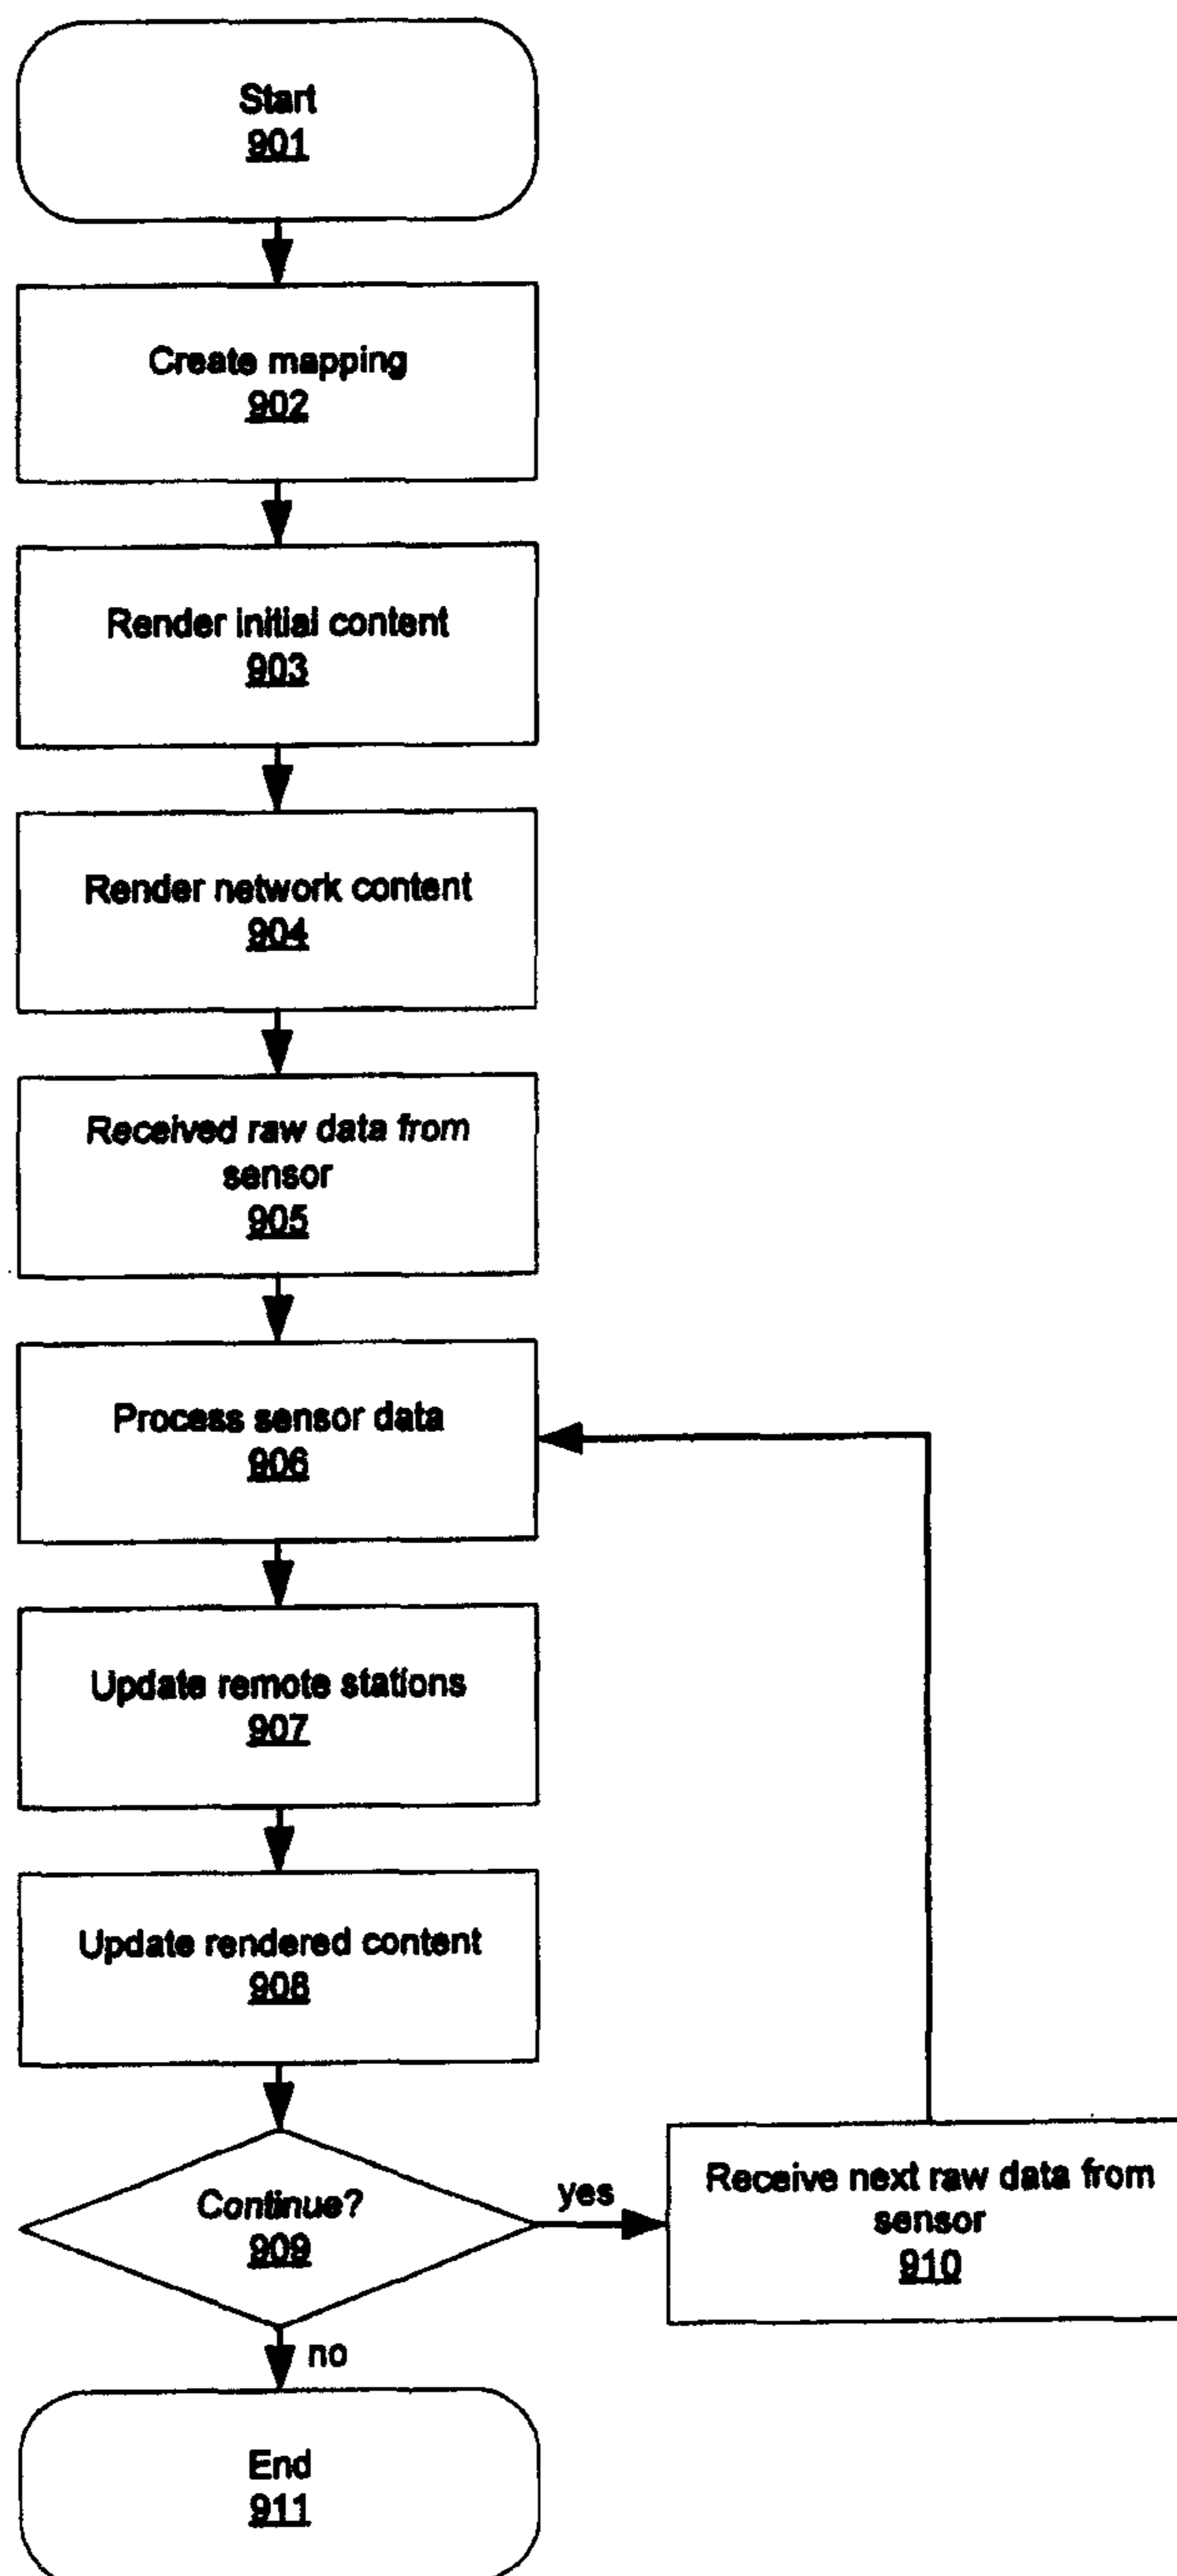 Start
901
Create mapping
902
Render initial content
903
Render network content
904
Received raw data from
sensor
905
Process sensor data
906
Update remote stations
907
Update rendered content
908
Continue?
909
yes
Receive next raw data from
sensor
910
no
End
911